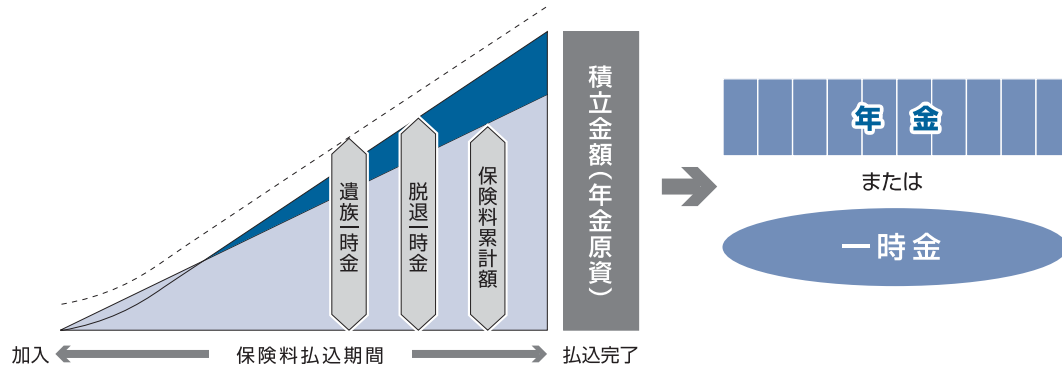 遺族一時金
脱退一時金
保険料累計額
積立金額（年金原資）
年金
または
一時金
加入
保険料払込期間
払込完了